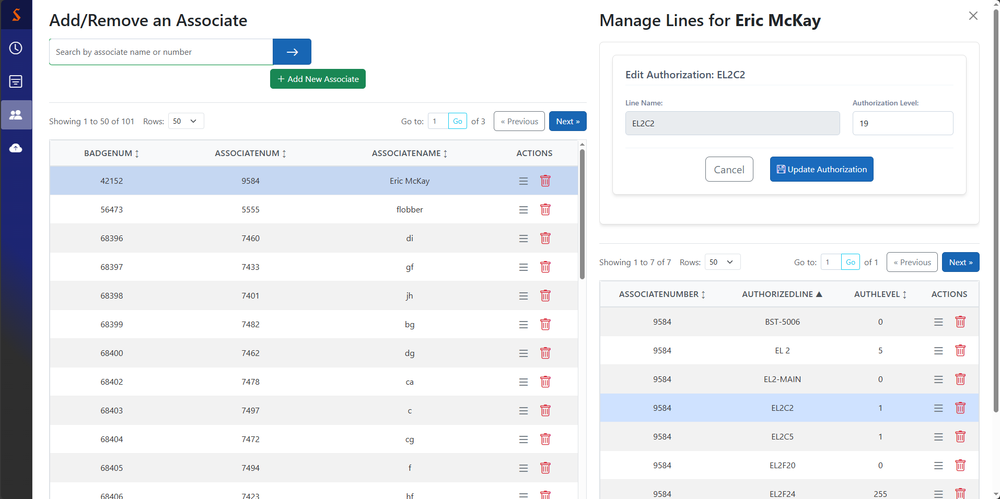 Add/Remove an Associate
Search by associate name or number
+ Add New Associate
Showing 1 to 50 of 101 Rows: 50 Go to: 1 Go of 3 « Previous Next »
BADGENUM ASSOCIATENUM ASSOCIATENAME ACTIONS
42152 9584 Eric McKay
56473 5555 flobber
68396 7460 di
68397 7433 gf
68398 7401 jh
68399 7482 bg
68400 7462 dg
68402 7478 ca
68403 7497 c
68404 7472 cg
68405 7494 f
68406 7423 hf
Manage Lines for Eric McKay
Edit Authorization: EL2C2
Line Name: Authorization Level:
EL2C2 19
Cancel Update Authorization
Showing 1 to 7 of 7 Rows: 50 Go to: 1 Go of 1 « Previous Next »
ASSOCIATENUMBER AUTHORIZEDLINE AUTHLEVEL ACTIONS
9584 BST-5006 0
9584 EL 2 5
9584 EL2-MAIN 0
9584 EL2C2 1
9584 EL2C5 1
9584 EL2F20 0
9584 EL2F24 255